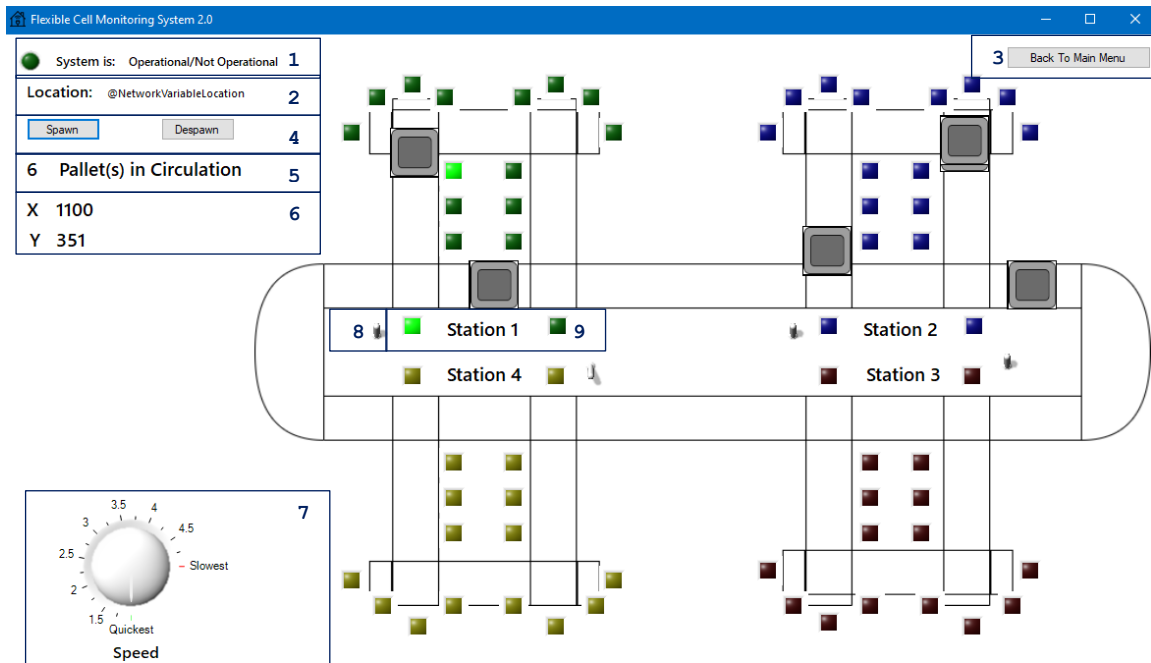 Flexible Cell Monitoring System 2.0
System is: Operational/Not Operational 1
3 Back To Main Menu
Location: @NetworkVariableLocation 2
Spawn Despawn 4
6 Pallet(s) in Circulation 5
X 1100 6
Y 351
8 Station 1 9 Station 2
Station 4 Station 3
7
3.5 4
3 4.5
2.5 Slowest
2
1.5 Quickest
Speed